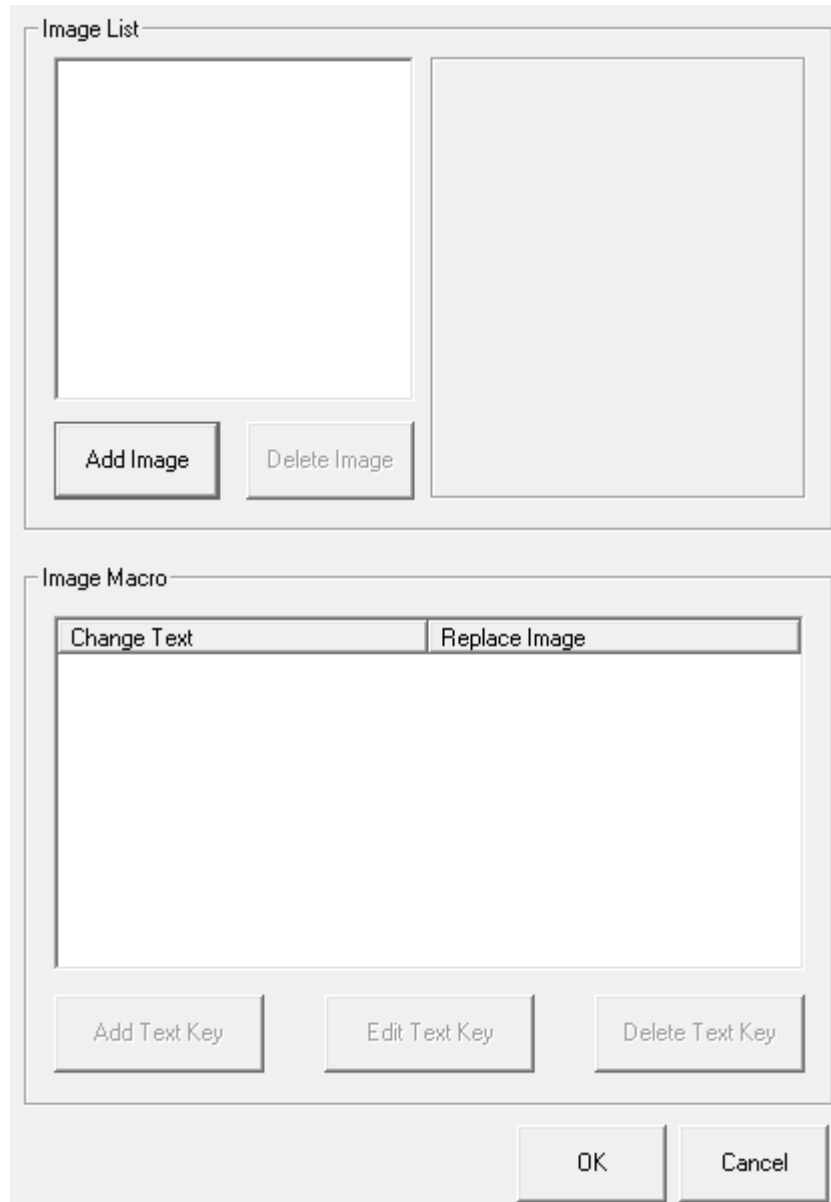 Image List
Add Image
Delete Image
Image Macro
Change Text
Replace Image
Add Text Key
Edit Text Key
Delete Text Key
OK
Cancel